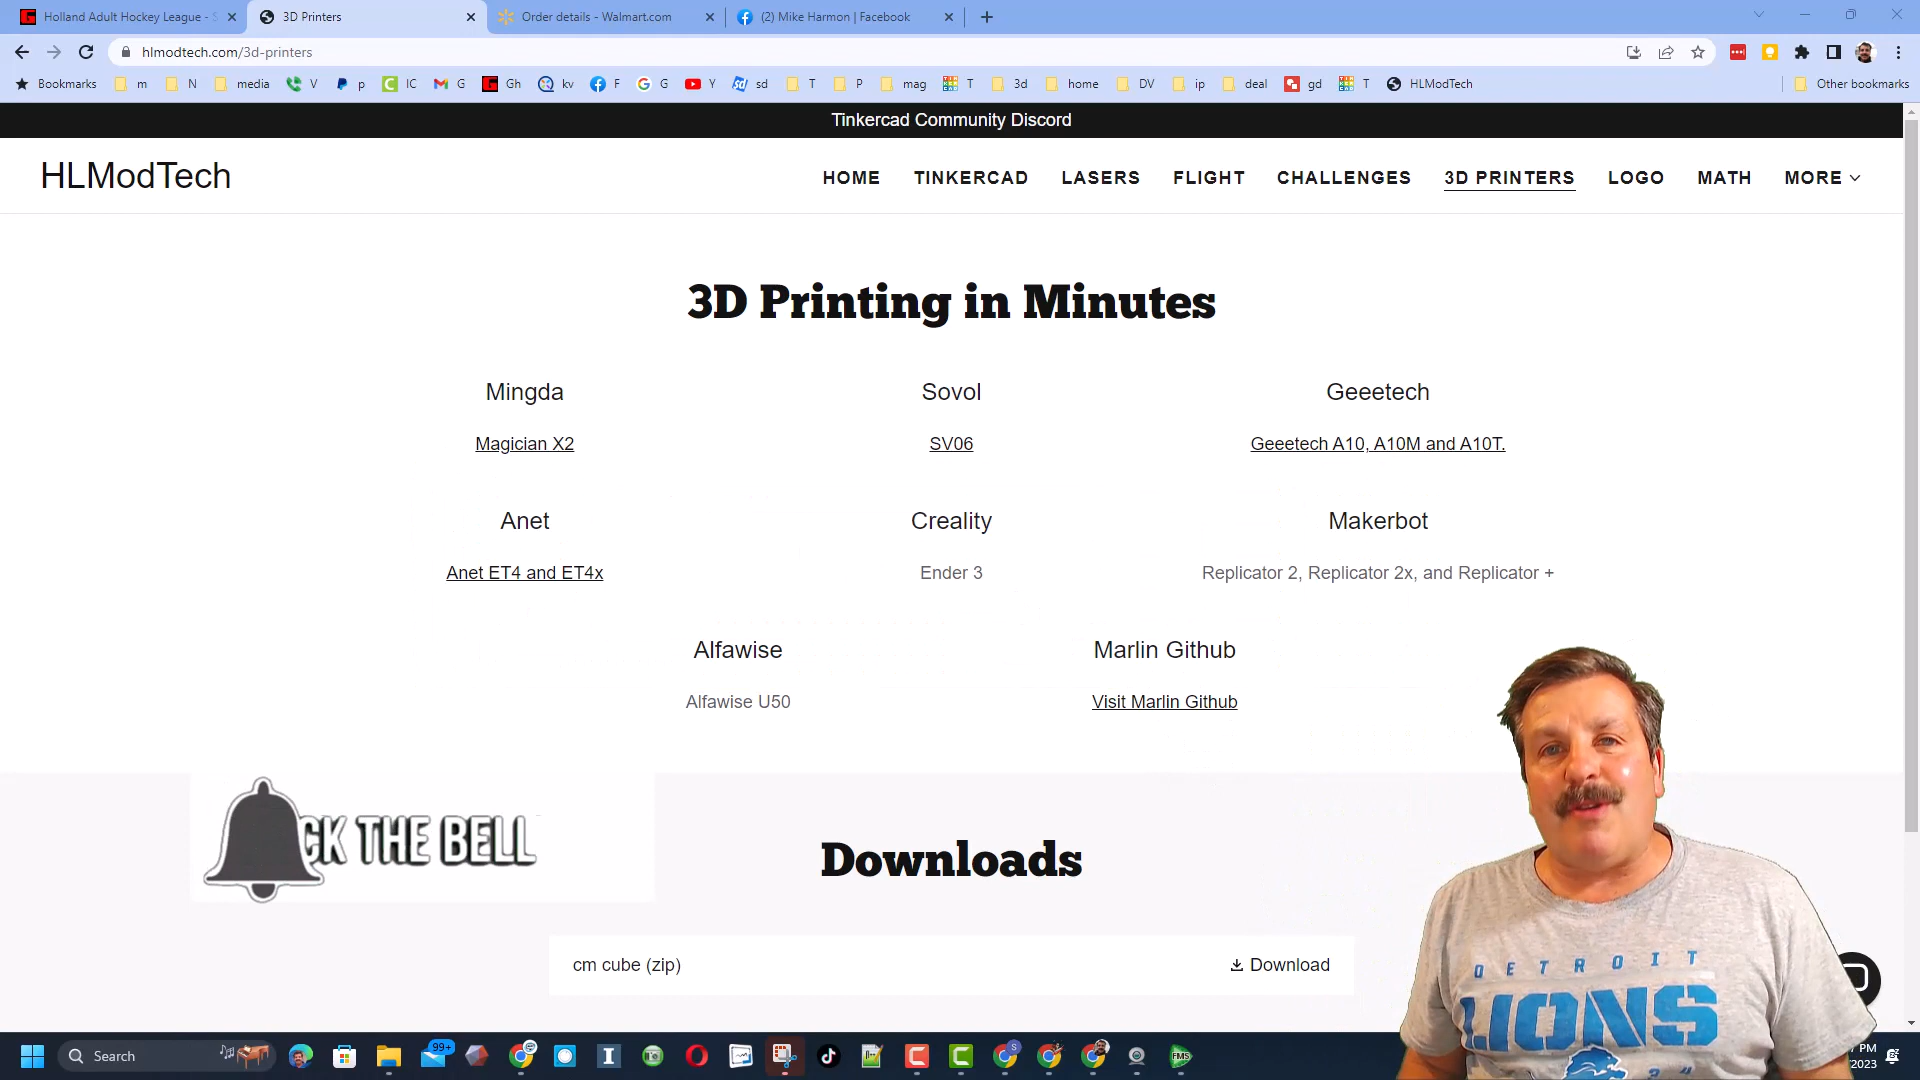 Holland Adult Hockey League -
3D Printers
Order details - Walmart.com
(2) Mike Harmon | Facebook
hlmodtech.com/3d-printers
Bookmarks m N media V p IC G Gh kv F G Y sd T P mag T 3d home DV ip deal gd T HLModTech Other bookmarks
Tinkercad Community Discord
HLModTech
HOME TINKERCAD LASERS FLIGHT CHALLENGES 3D PRINTERS LOGO MATH MORE
3D Printing in Minutes
Mingda Sovol Geeetech
Magician X2 SV06 Geeetech A10, A10M and A10T.
Anet Creality Makerbot
Anet ET4 and ET4x Ender 3 Replicator 2, Replicator 2x, and Replicator +
Alfawise Marlin Github
Alfawise U50 Visit Marlin Github
CK THE BELL
Downloads
cm cube (zip) Download
DETROIT
LIONS
Search
99+
FMS
PM
/2023